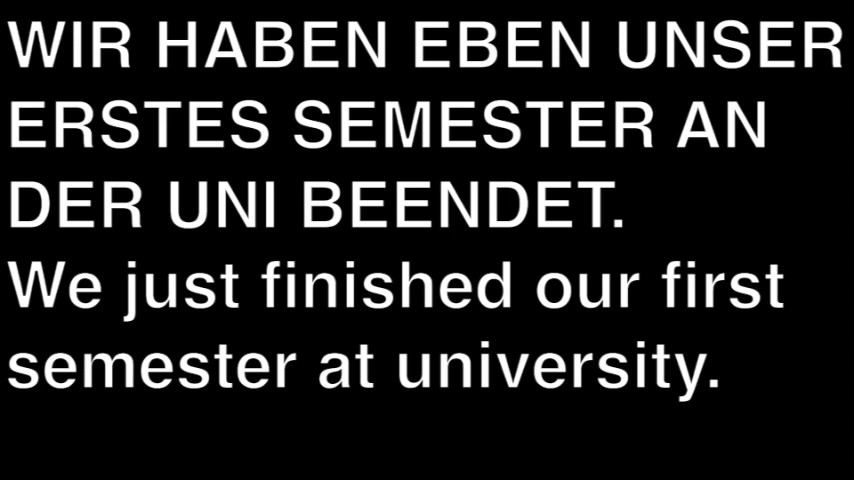 WIR HABEN EBEN UNSER
ERSTES SEMESTER AN
DER UNI BEENDET.
We just finished our first
semester at university.